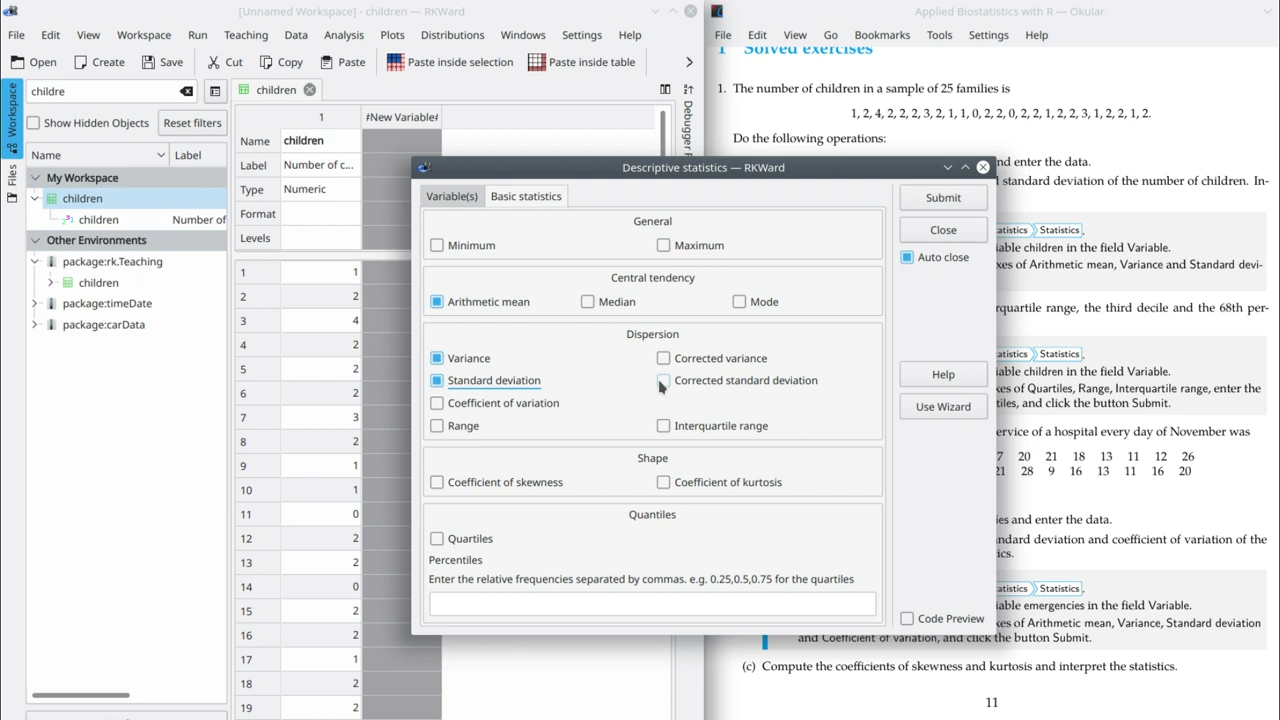 [Unnamed Workspace] - children — RKWard
File Edit View Workspace Run Teaching Data Analysis Plots Distributions Windows Settings Help
Open Create Save Cut Copy Paste Paste inside selection Paste inside table
Workspace
Files
childre
Show Hidden Objects Reset filters
Name Label
My Workspace
children
children Number of
Other Environments
package:rk.Teaching
children
package:timeDate
package:carData
children
1 #New Variable#
Name children
Label Number of c...
Type Numeric
Format
Levels
1 1
2 2
3 4
4 2
5 2
6 2
7 3
8 2
9 1
10 1
11 0
12 2
13 2
14 0
15 2
16 2
17 1
18 2
19 2
Descriptive statistics — RKWard
Variable(s) Basic statistics
General
Minimum Maximum
Central tendency
Arithmetic mean Median Mode
Dispersion
Variance Corrected variance
Standard deviation Corrected standard deviation
Coefficient of variation
Range Interquartile range
Shape
Coefficient of skewness Coefficient of kurtosis
Quantiles
Quartiles
Percentiles
Enter the relative frequencies separated by commas. e.g. 0.25,0.5,0.75 for the quartiles
Submit
Close
Auto close
Help
Use Wizard
Code Preview
Applied Biostatistics with R — Okular
File Edit View Go Bookmarks Tools Settings Help
1 Solved exercises
1. The number of children in a sample of 25 families is
1, 2, 4, 2, 2, 2, 3, 2, 1, 1, 0, 2, 2, 0, 2, 2, 1, 2, 2, 3, 1, 2, 2, 1, 2.
Do the following operations:
nd enter the data.
l standard deviation of the number of children. In-
atistics Statistics.
iable children in the field Variable.
xes of Arithmetic mean, Variance and Standard devi-
rquartile range, the third decile and the 68th per-
atistics Statistics.
iable children in the field Variable.
xes of Quartiles, Range, Interquartile range, enter the
tiles, and click the button Submit.
ervice of a hospital every day of November was
7 20 21 18 13 11 12 26
21 28 9 16 13 11 16 20
ies and enter the data.
ndard deviation and coefficient of variation of the
tics.
atistics Statistics.
iable emergencies in the field Variable.
xes of Arithmetic mean, Variance, Standard deviation
and Coefficient of variation, and click the button Submit.
(c) Compute the coefficients of skewness and kurtosis and interpret the statistics.
11